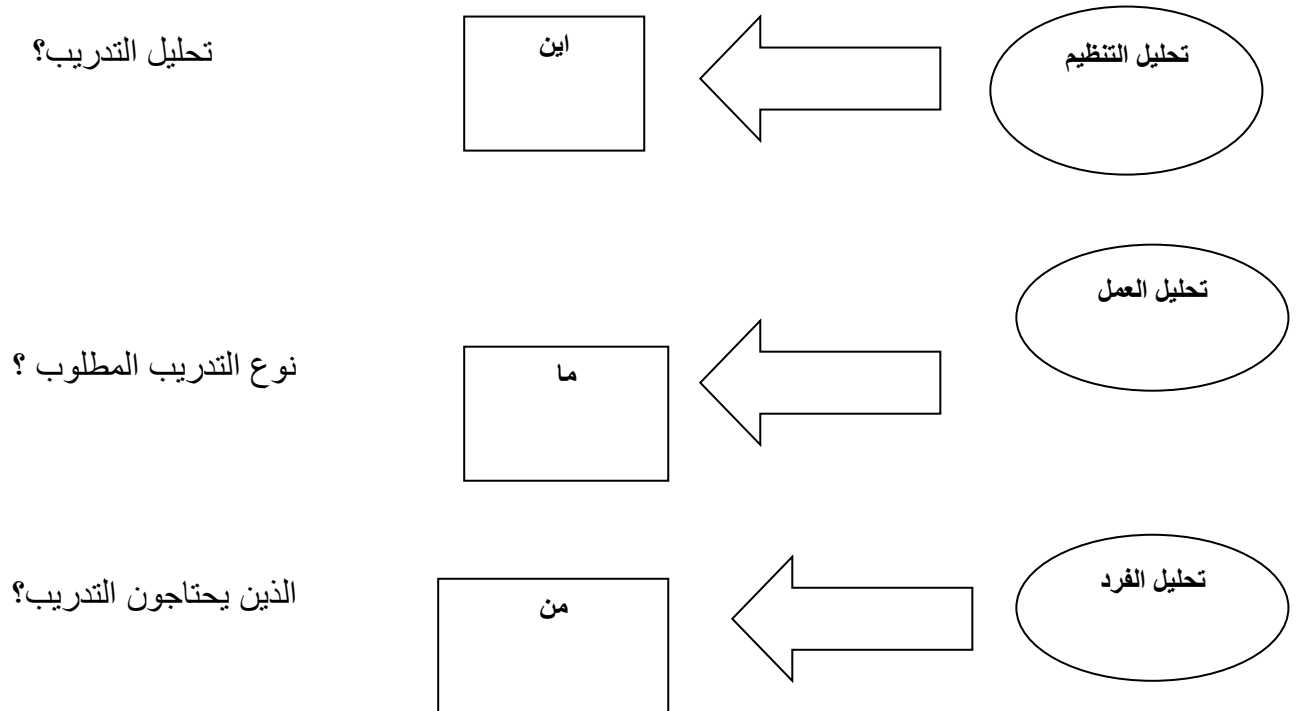 تحليل التنظيم
اين
تحليل التدريب؟
تحليل العمل
ما
نوع التدريب المطلوب ؟
تحليل الفرد
من
الذين يحتاجون التدريب؟